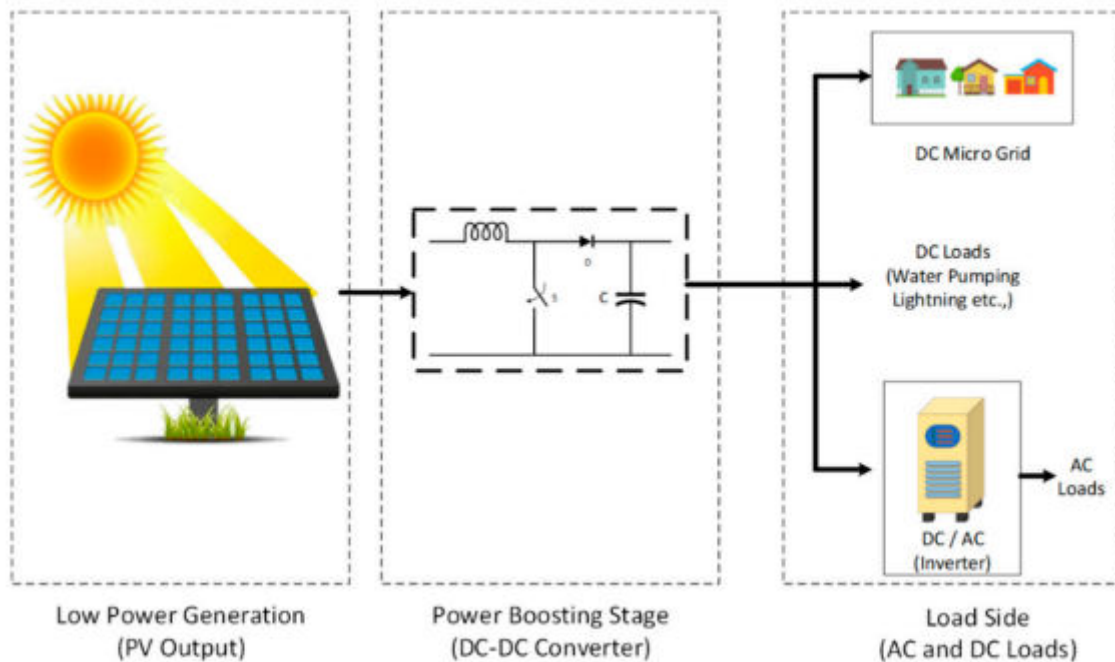 DC Micro Grid
D
S
C
DC Loads
(Water Pumping
Lightning etc.,)
DC / AC
(Inverter)
AC
Loads
Low Power Generation
(PV Output)
Power Boosting Stage
(DC-DC Converter)
Load Side
(AC and DC Loads)